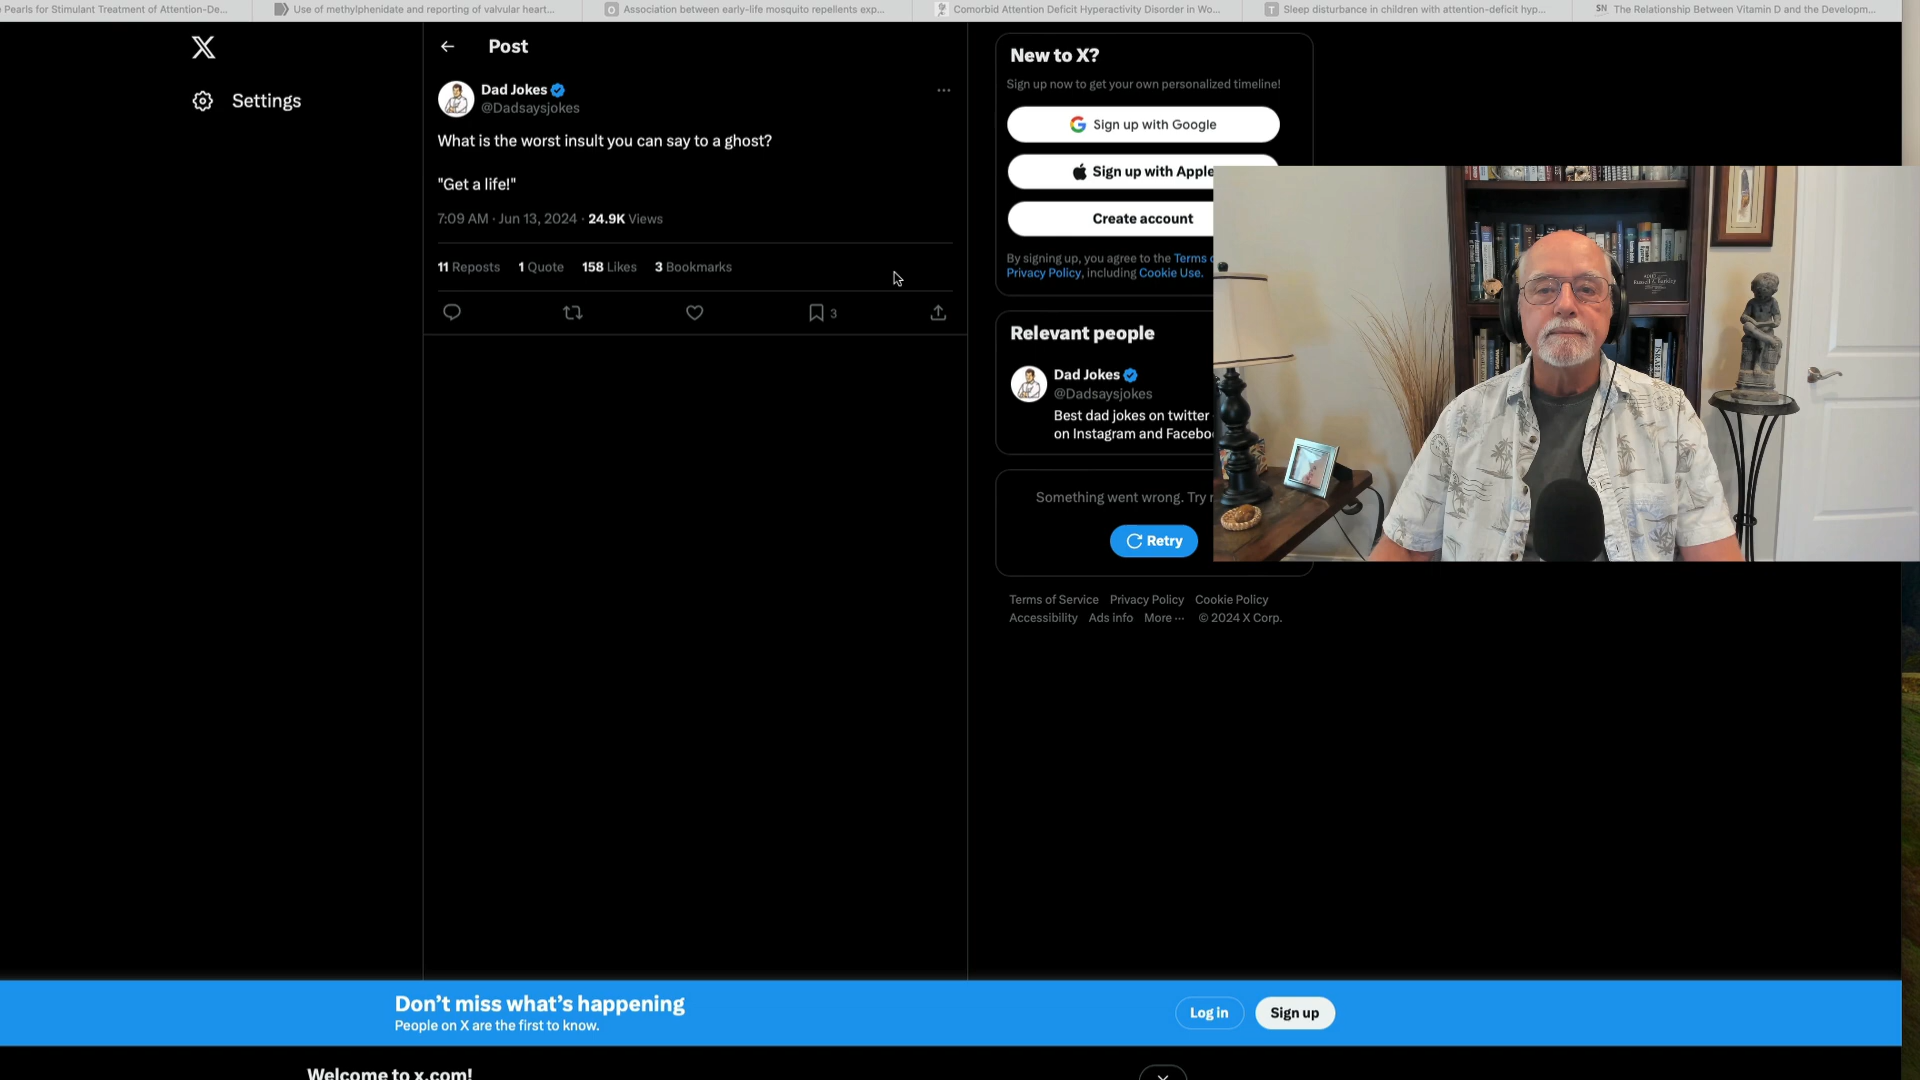 Pearls for Stimulant Treatment of Attention-De...
Use of methylphenidate and reporting of valvular heart...
Association between early-life mosquito repellents exp...
Comorbid Attention Deficit Hyperactivity Disorder in Wo...
T Sleep disturbance in children with attention-deficit hyp...
SN The Relationship Between Vitamin D and the Developm...
X
Settings
Post
Dad Jokes
@Dadsaysjokes
What is the worst insult you can say to a ghost?
"Get a life!"
7:09 AM · Jun 13, 2024 · 24.9K Views
11 Reposts 1 Quote 158 Likes 3 Bookmarks
3
New to X?
Sign up now to get your own personalized timeline!
Sign up with Google
Sign up with Apple
Create account
By signing up, you agree to the Terms
Privacy Policy, including Cookie Use.
Relevant people
Dad Jokes
@Dadsaysjokes
Best dad jokes on twitter
on Instagram and
Something went wrong. Try
Retry
Terms of Service Privacy Policy Cookie Policy
Accessibility Ads info More ··· © 2024 X Corp.
Don’t miss what’s happening
People on X are the first to know.
Log in
Sign up
Welcome to x.com!